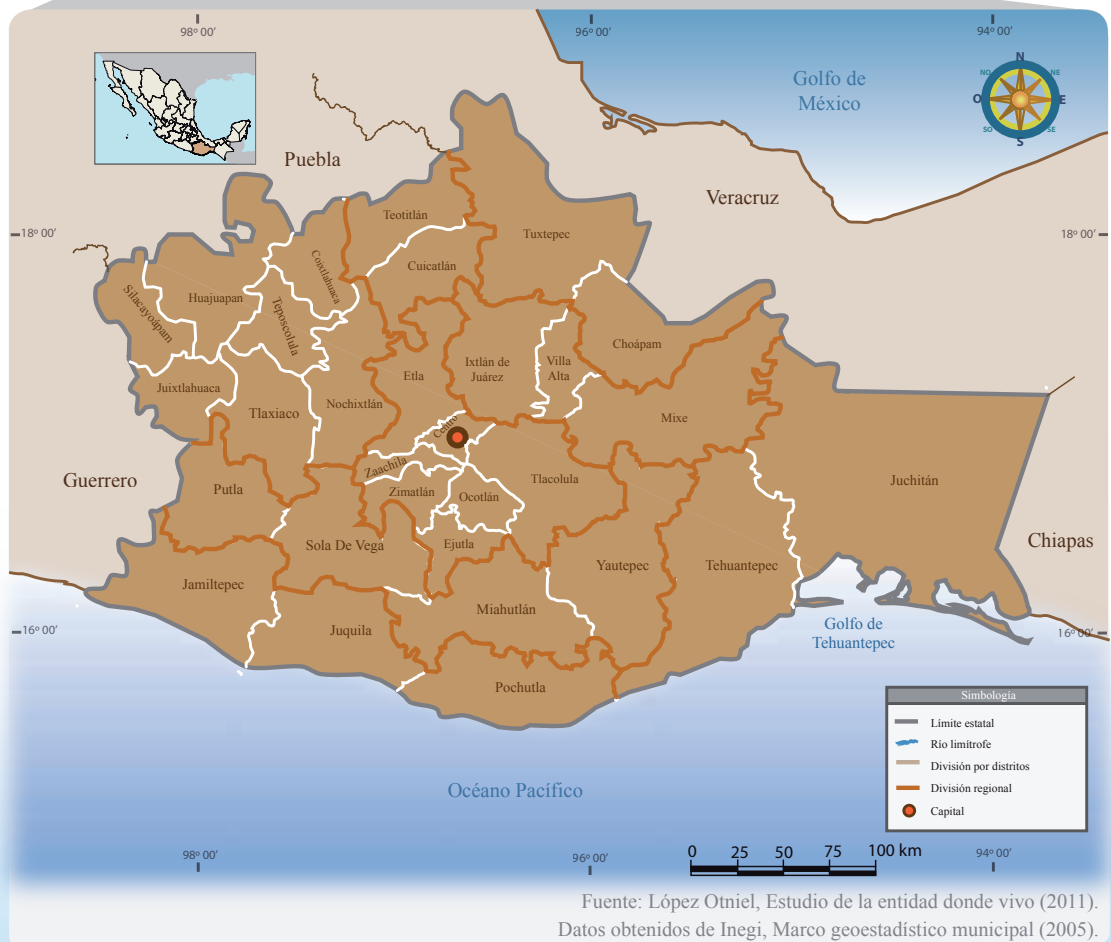 98º 00'
96º 00'
94º 00'
Golfo de
México
N
NO
NE
O
E
SO
SE
S
Puebla
Veracruz
18º 00'
18º 00'
Teotitlán
Tuxtepec
Cuicatlán
Coixtlahuaca
Huajuapan
Silacayoápam
Teposcolula
Choápam
Ixtlán de
Juárez
Villa
Alta
Etla
Juixtlahuaca
Tlaxiaco
Nochixtlán
Mixe
Centro
Zaachila
Guerrero
Putla
Zimatlán
Ocotlán
Tlacolula
Juchitán
Chiapas
Sola De Vega
Ejutla
Yautepec
Tehuantepec
Jamiltepec
Miahutlán
Juquila
Golfo de
Tehuantepec
16º 00'
16º 00'
Pochutla
Simbología
Límite estatal
Río limítrofe
División por distritos
División regional
Capital
Océano Pacífico
98º 00'
96º 00'
94º 00'
0 25 50 75 100 km
Fuente: López Otniel, Estudio de la entidad donde vivo (2011).
Datos obtenidos de Inegi, Marco geoestadístico municipal (2005).